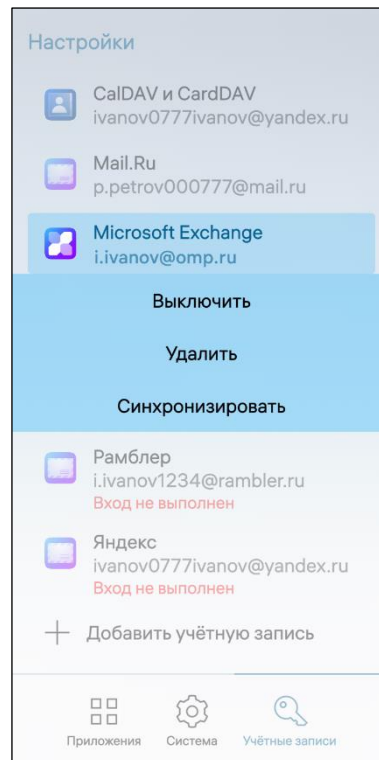 Настройки
CalDAV и CardDAV
ivanov0777ivanov@yandex.ru
Mail.Ru
p.petrov000777@mail.ru
Microsoft Exchange
i.ivanov@omp.ru
Выключить
Удалить
Синхронизировать
Рамблер
i.ivanov1234@rambler.ru
Вход не выполнен
Яндекс
ivanov0777ivanov@yandex.ru
Вход не выполнен
Добавить учётную запись
Приложения Система Учётные записи